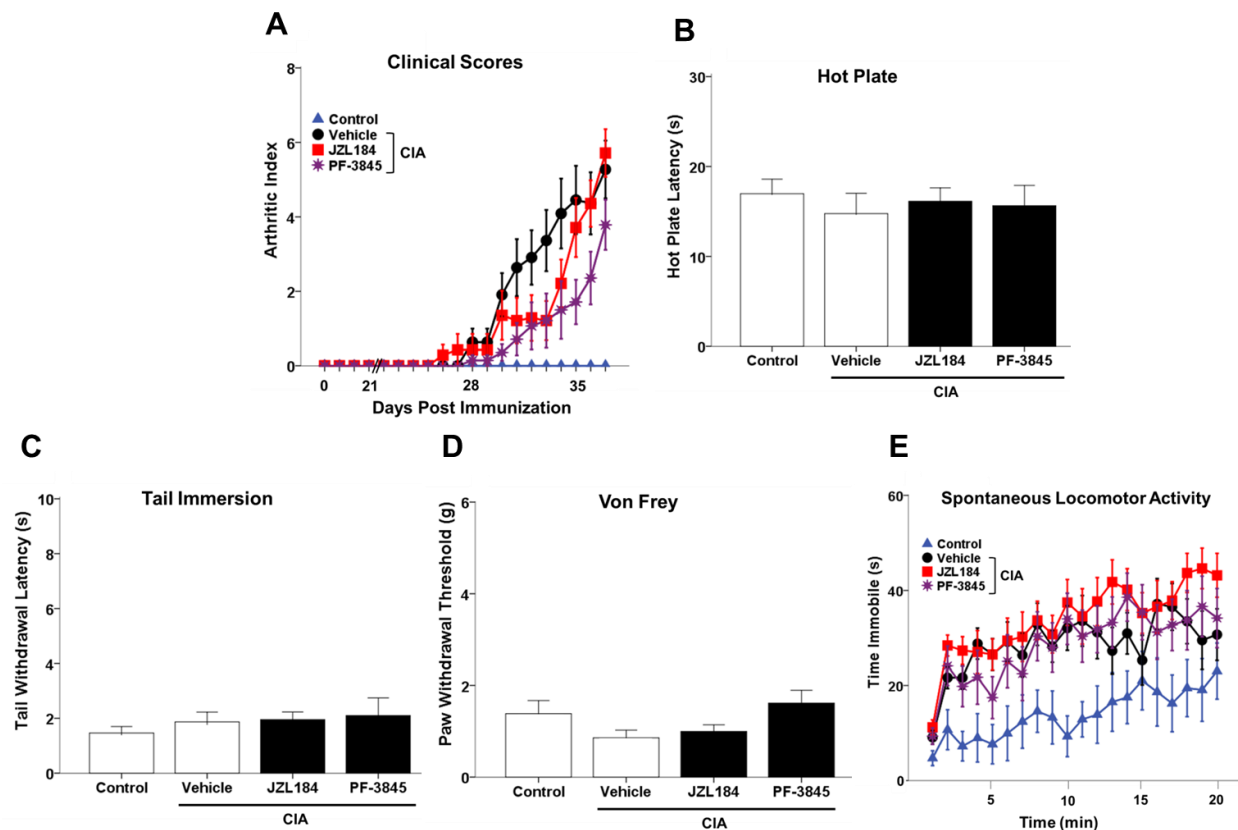 A
Clinical Scores
8
6
4
2
0
Arthritic Index
Control
Vehicle
JZL184
PF-3845
CIA
0 21 28 35
Days Post Immunization
B
Hot Plate
30
20
10
0
Hot Plate Latency (s)
Control Vehicle JZL184 PF-3845
CIA
C
Tail Immersion
10
8
6
4
2
0
Tail Withdrawal Latency (s)
Control Vehicle JZL184 PF-3845
CIA
D
Von Frey
6
4
2
0
Paw Withdrawal Threshold (g)
Control Vehicle JZL184 PF-3845
CIA
E
Spontaneous Locomotor Activity
60
40
20
0
Time Immobile (s)
Control
Vehicle
JZL184
PF-3845
CIA
5 10 15 20
Time (min)